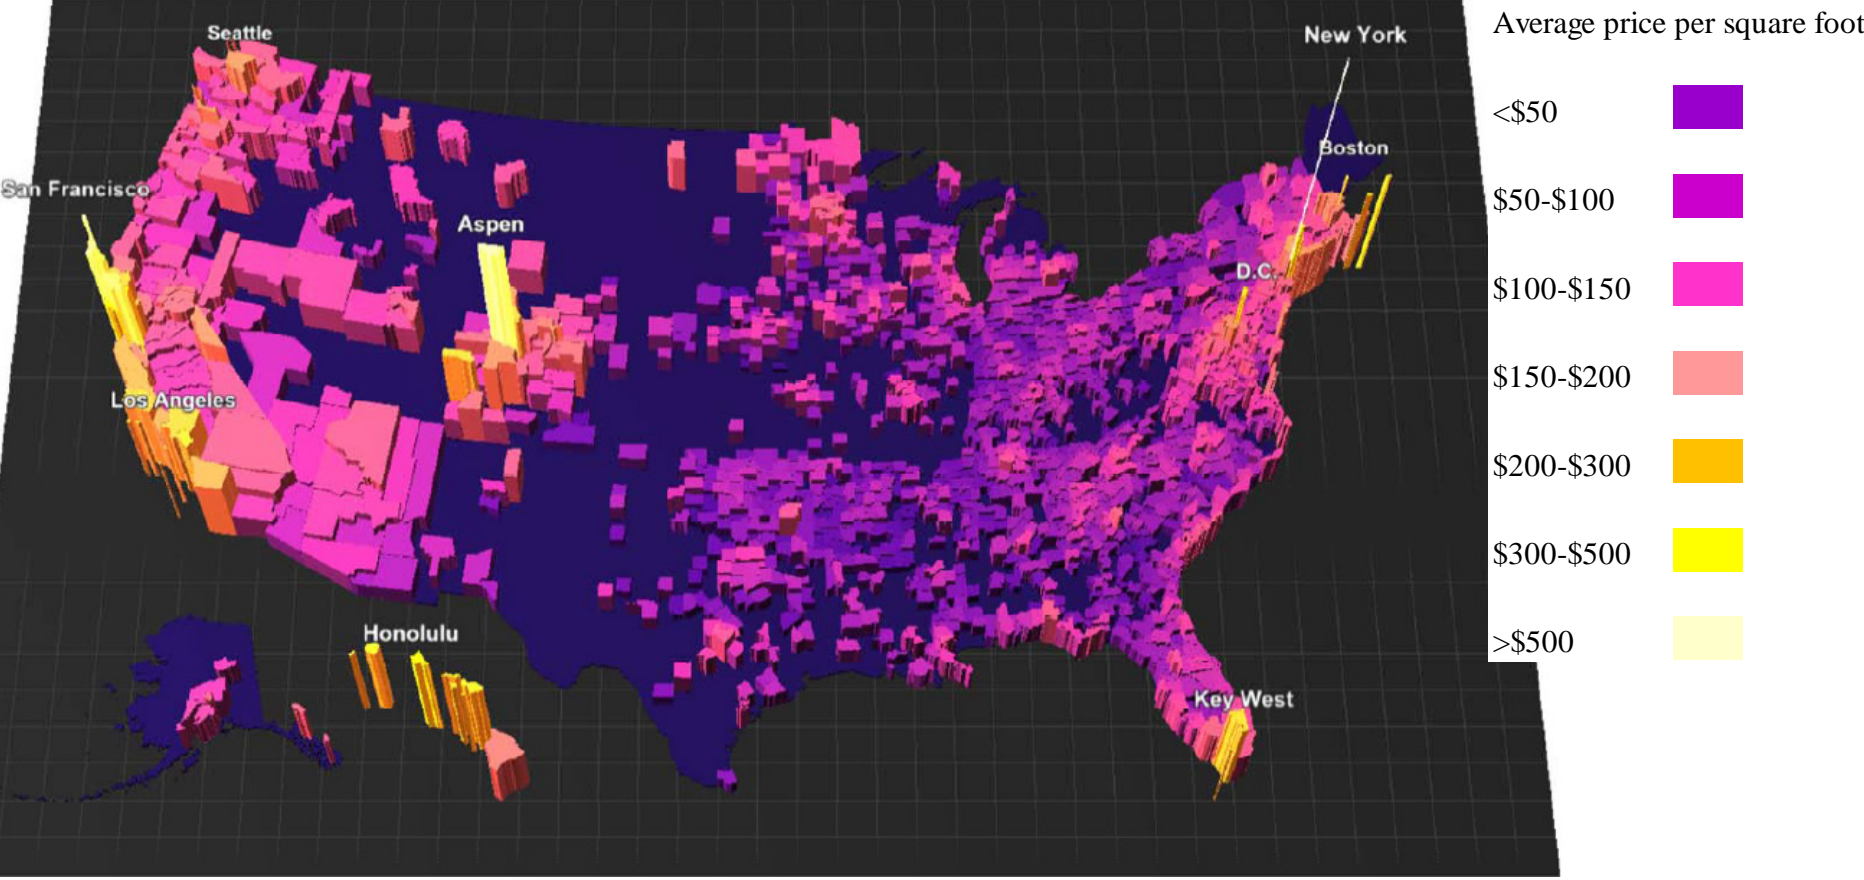 Seattle
New York
Average price per square foot
<$50
Boston
San Francisco
$50-$100
Aspen
D.C.
$100-$150
$150-$200
Los Angeles
$200-$300
$300-$500
Honolulu
>$500
Key West